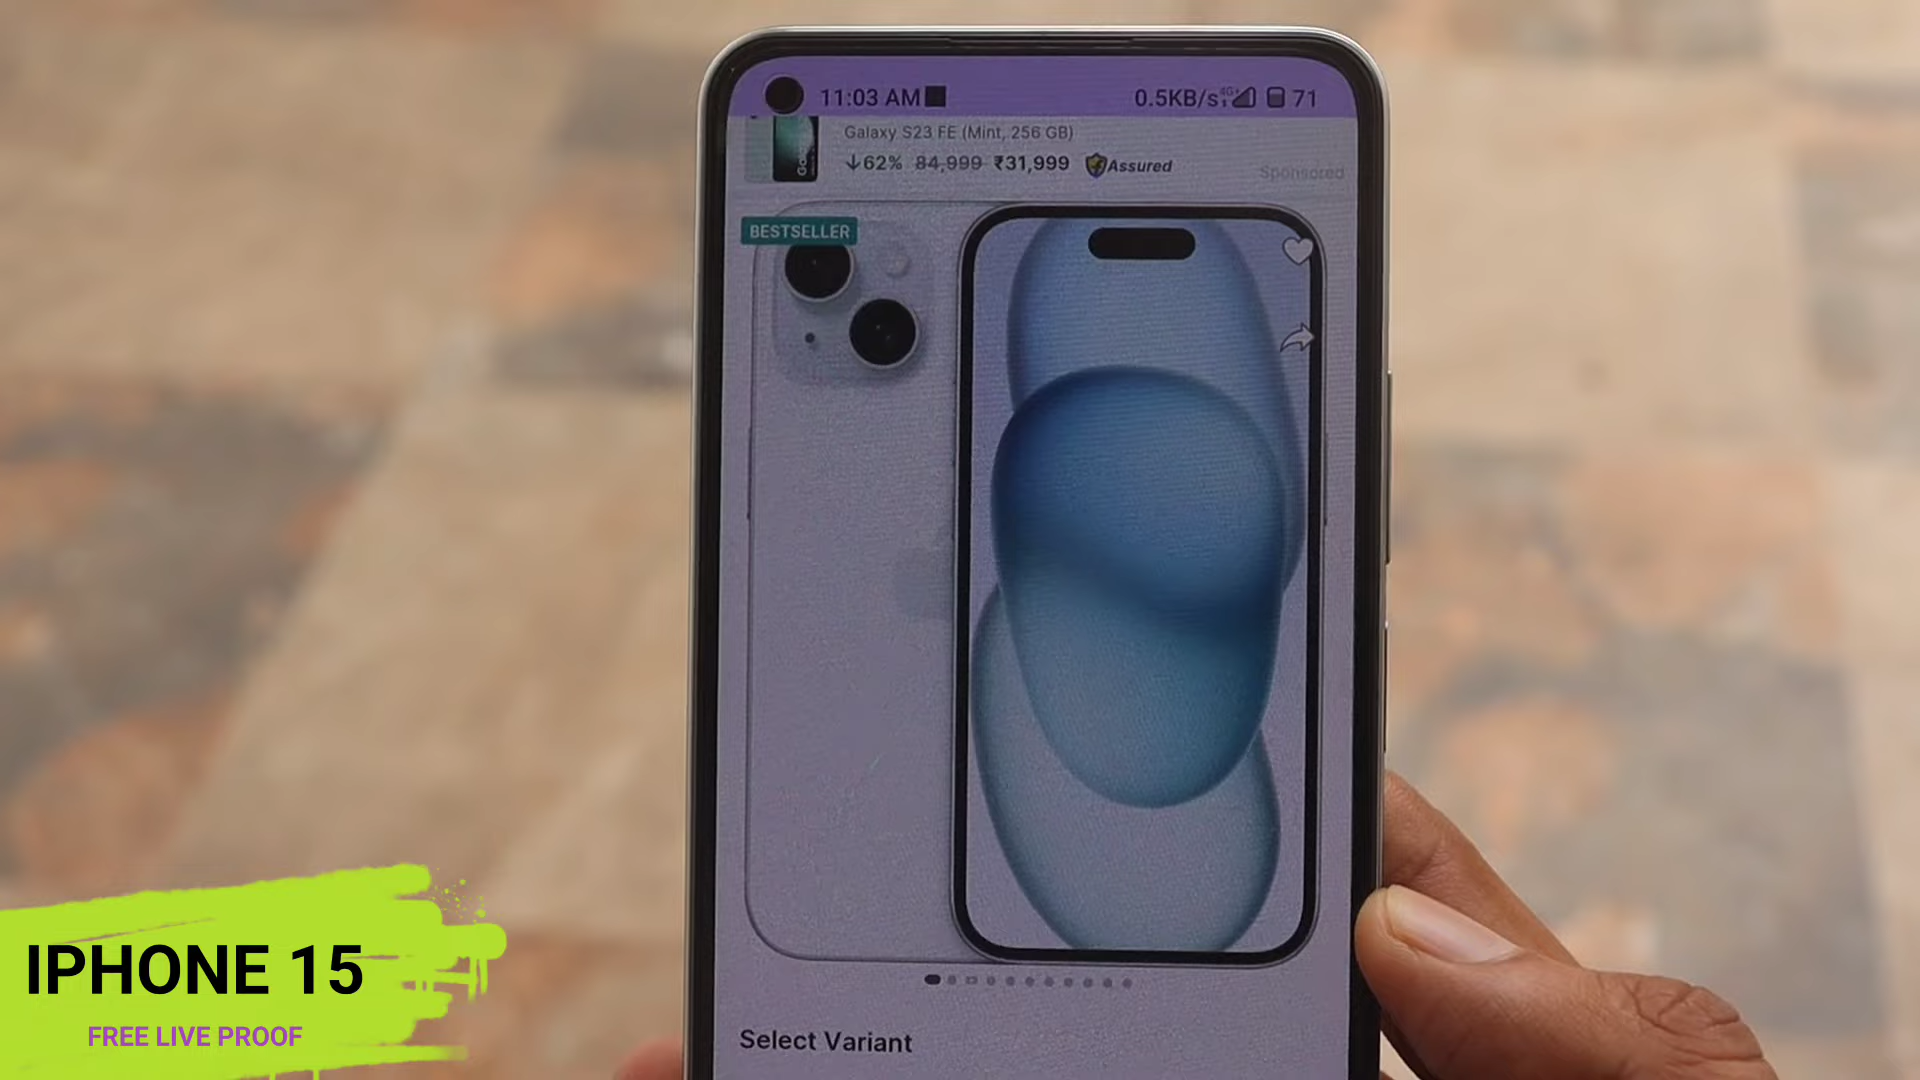 11:03 AM
0.5KB/s 4G+ 71
Galaxy S23 FE (Mint, 256 GB)
↓62% 84,999 ₹31,999 Assured
Sponsored
BESTSELLER
Select Variant
IPHONE 15
FREE LIVE PROOF